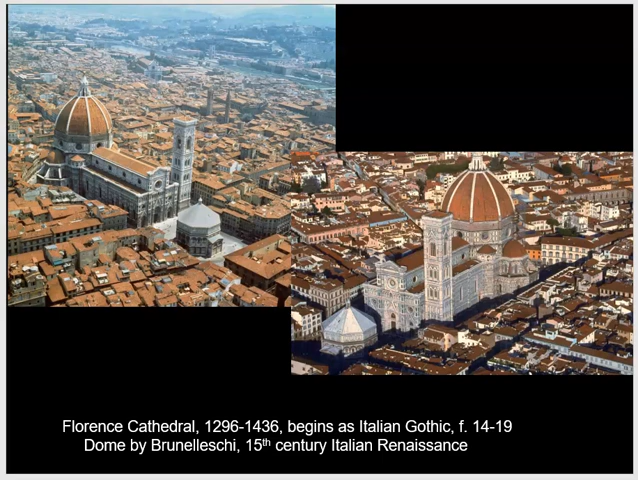 Florence Cathedral, 1296-1436, begins as Italian Gothic, f. 14-19
Dome by Brunelleschi, 15th century Italian Renaissance